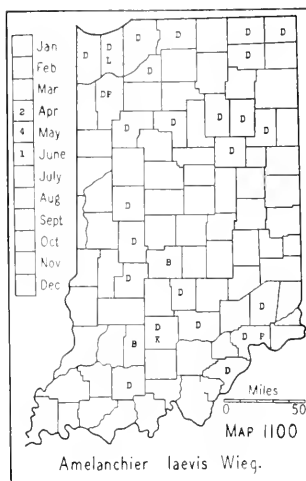 D D D D D D
L
D D
DF
D D D D D
D
D
D
B
D D
D
K D D
B D P
D
D
Jan
Feb
Mar
2 Apr
4 May
1 June
July
Aug
Sept
Oct
Nov
Dec
Miles
0 50
MAP 1100
Amelanchier laevis Wieg.